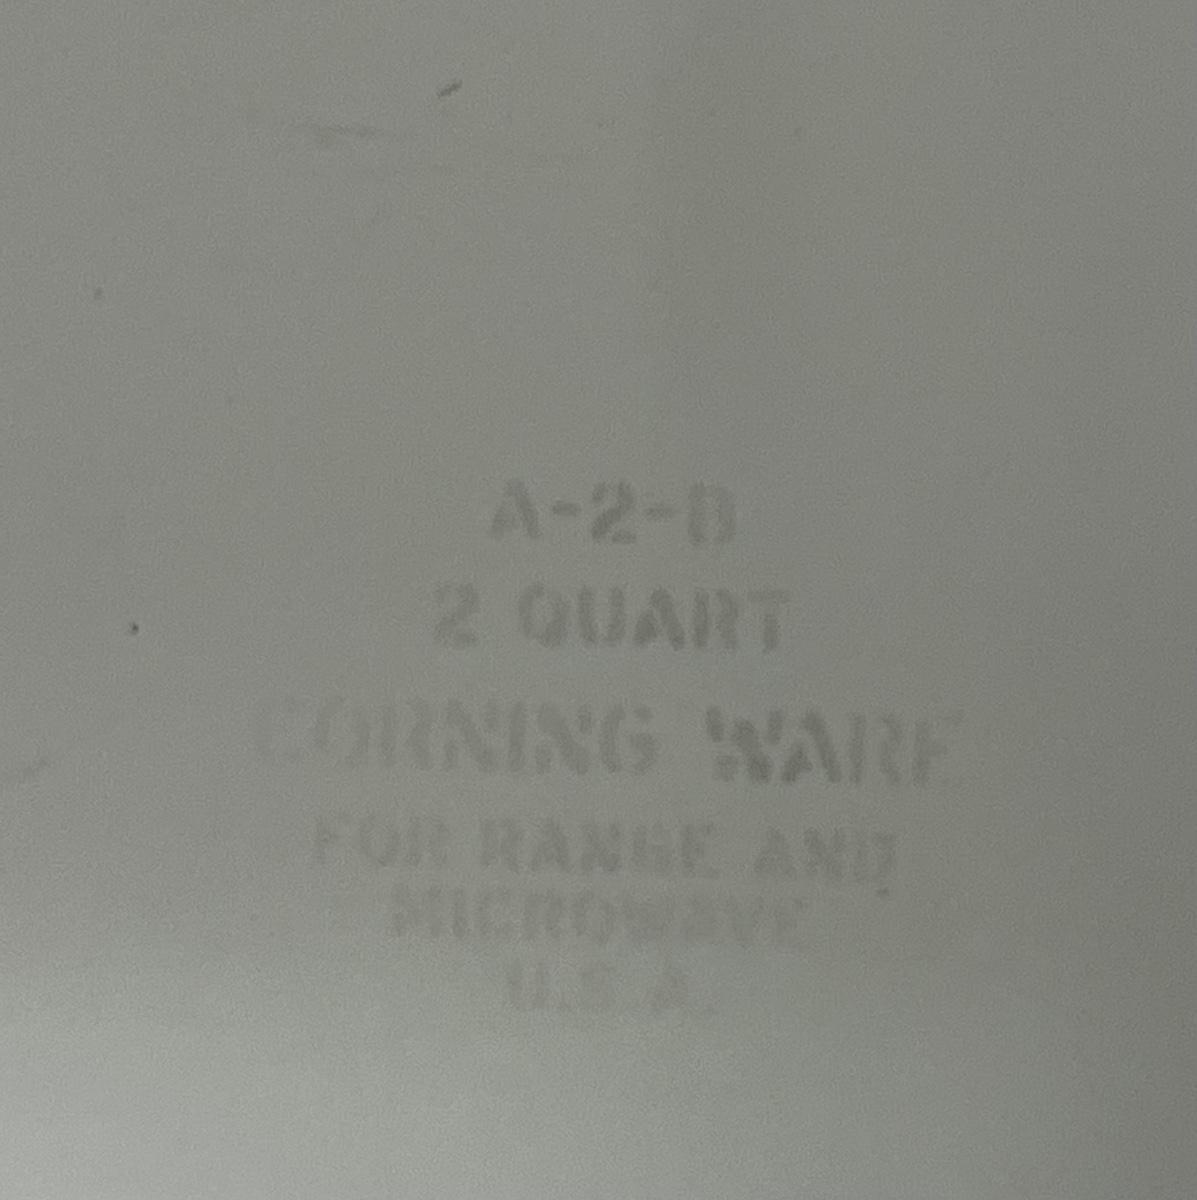 A-2-B
2 QUART
CORNING WARE
FOR RANGE AND
MICROWAVE
U.S.A.